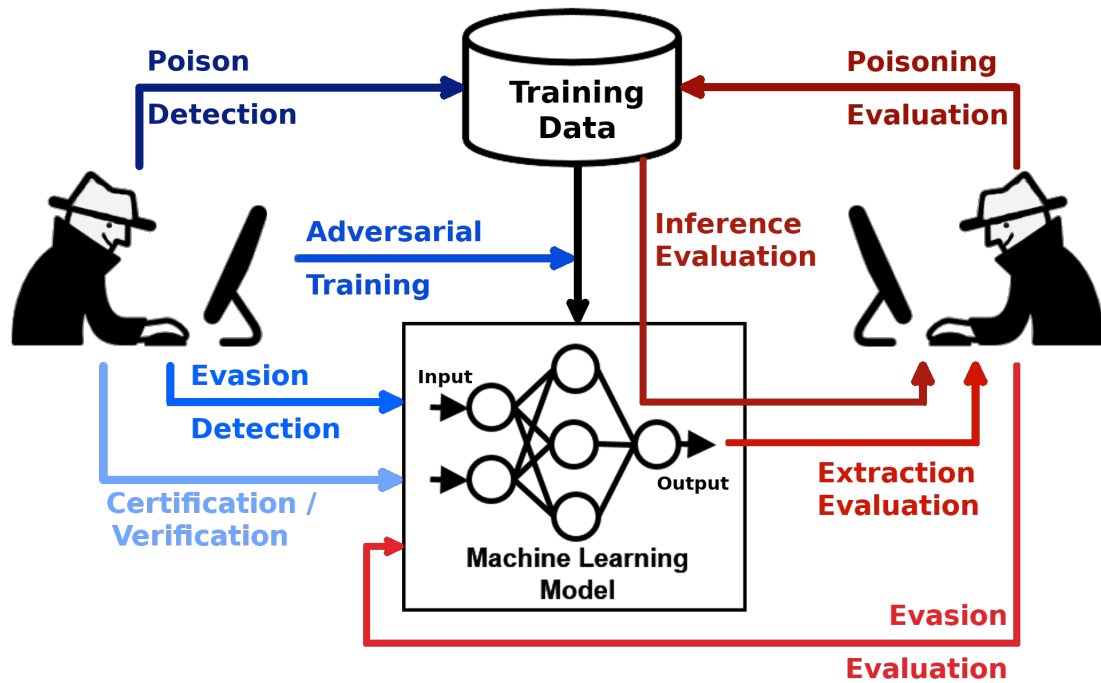 Poison
Detection
Training
Data
Poisoning
Evaluation
Adversarial
Training
Inference
Evaluation
Evasion
Detection
Certification /
Verification
Input
Output
Machine Learning
Model
Extraction
Evaluation
Evasion
Evaluation